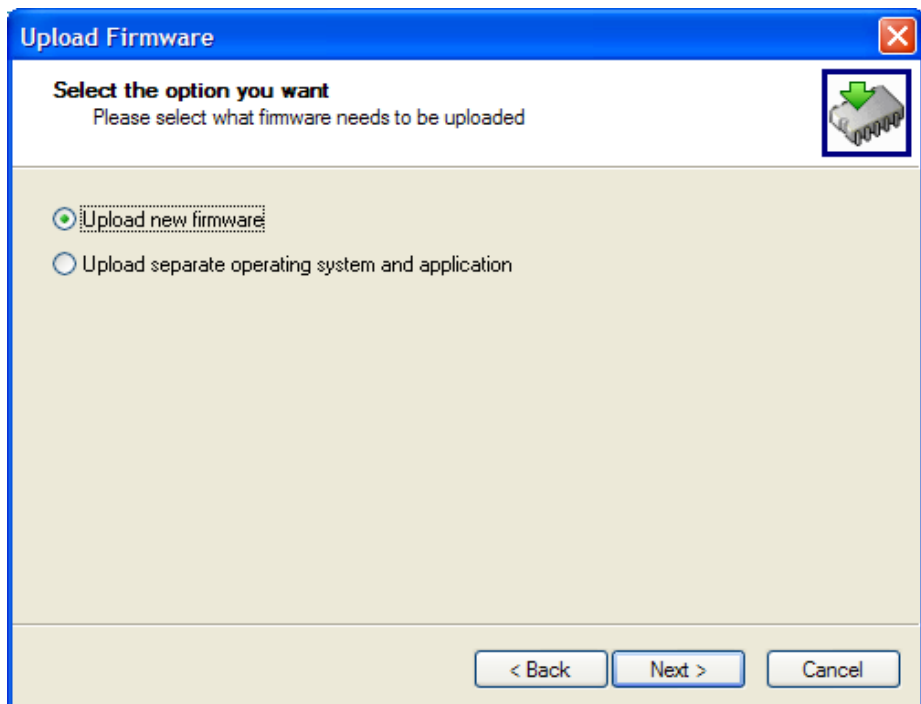 Upload Firmware
Select the option you want
Please select what firmware needs to be uploaded
Upload new firmware
Upload separate operating system and application
< Back Next > Cancel